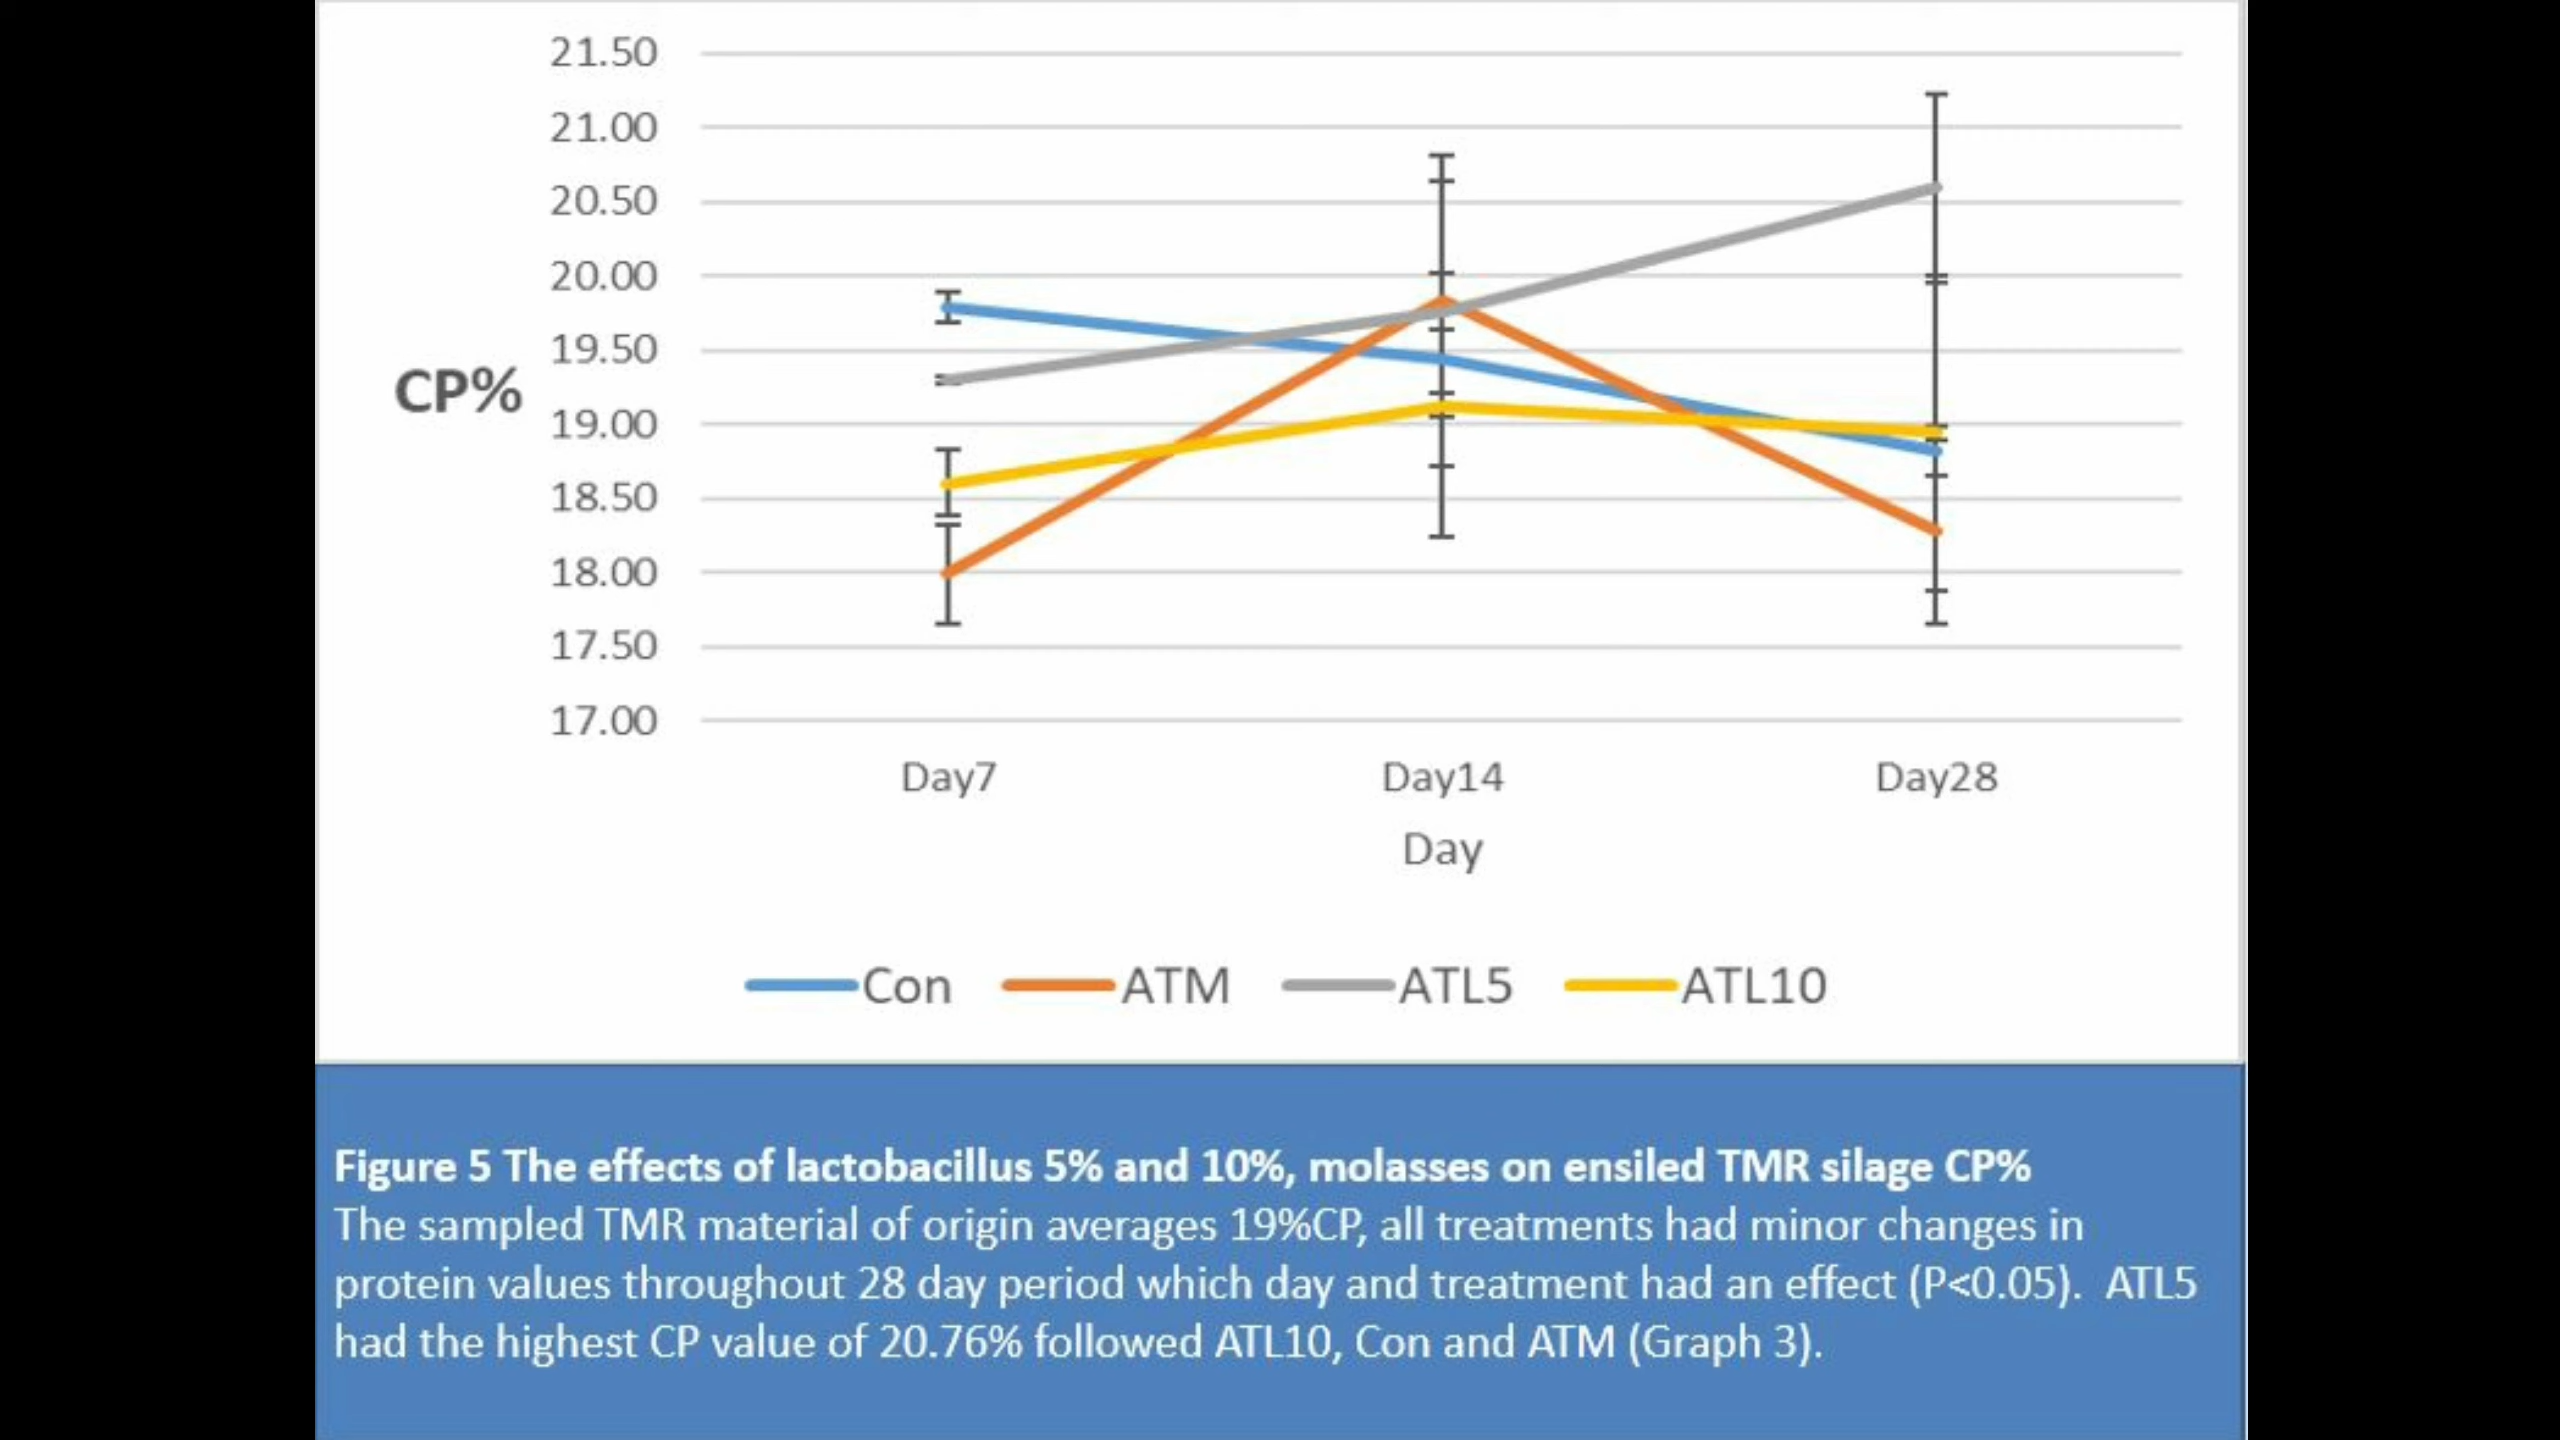 21.50
21.00
20.50
20.00
19.50
19.00
18.50
18.00
17.50
17.00
CP%
Day7 Day14 Day28
Day
Con ATM ATL5 ATL10
Figure 5 The effects of lactobacillus 5% and 10%, molasses on ensiled TMR silage CP%
The sampled TMR material of origin averages 19%CP, all treatments had minor changes in
protein values throughout 28 day period which day and treatment had an effect (P<0.05). ATL5
had the highest CP value of 20.76% followed ATL10, Con and ATM (Graph 3).